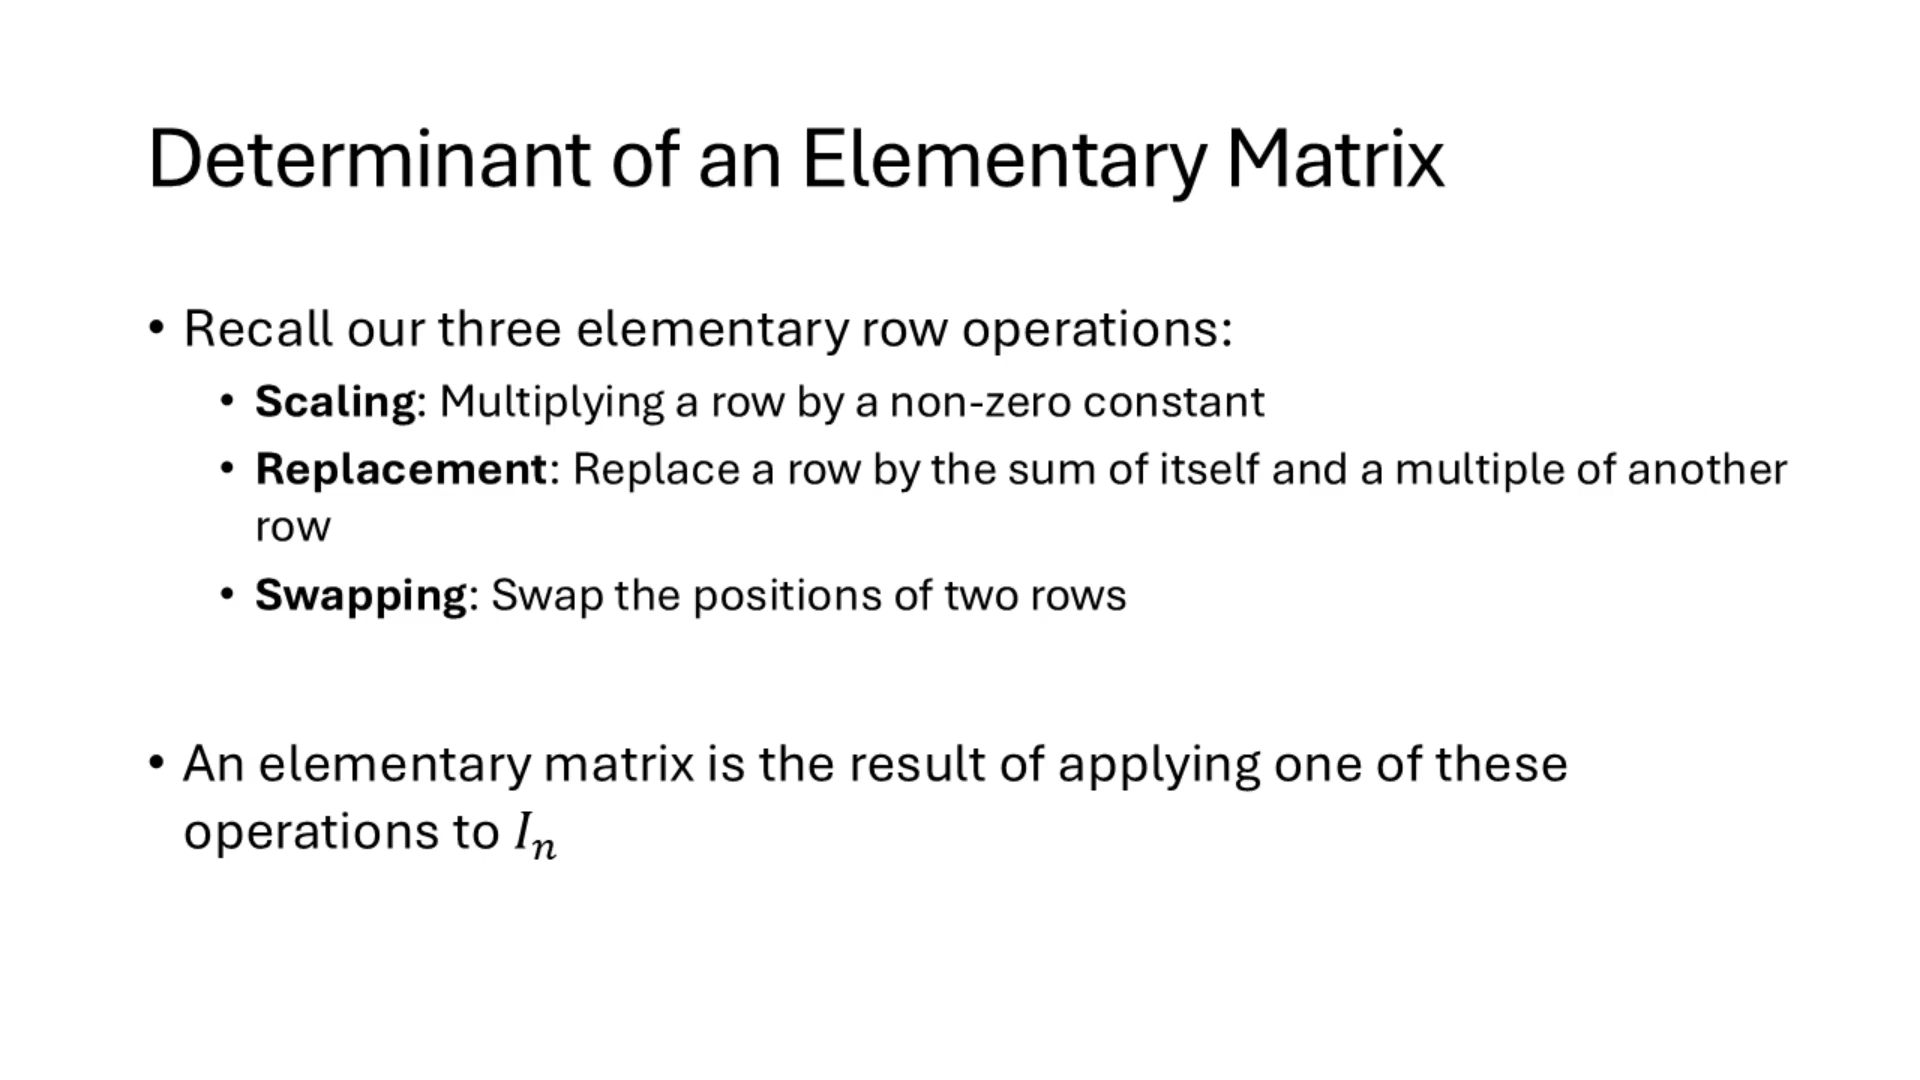 Determinant of an Elementary Matrix
• Recall our three elementary row operations:
• Scaling: Multiplying a row by a non-zero constant
• Replacement: Replace a row by the sum of itself and a multiple of another
row
• Swapping: Swap the positions of two rows
• An elementary matrix is the result of applying one of these
operations to $I_n$